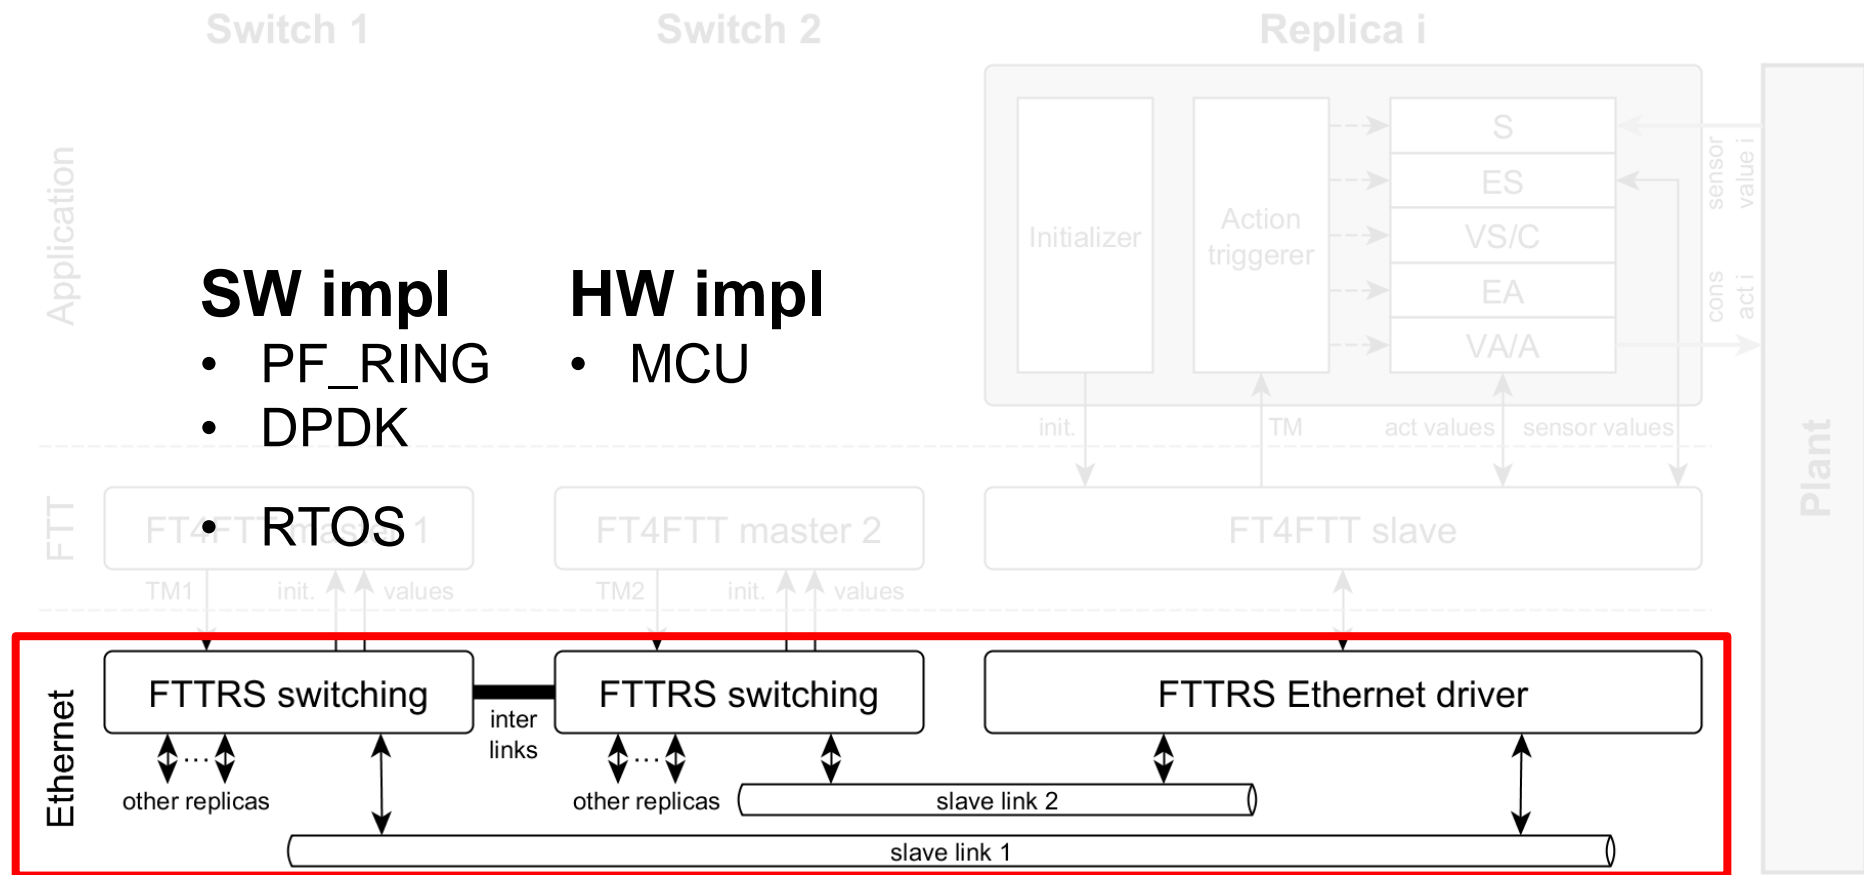 Switch 1
Switch 2
Replica i
Application
Initializer
Action
triggerer
S
ES
VS/C
EA
VA/A
sensor
value i
cons
act i
Plant
SW impl
• PF_RING
• DPDK
• RTOS
HW impl
• MCU
init.
TM
act values
sensor values
FTT
FT4FTT master 1
FT4FTT master 2
FT4FTT slave
TM1
init.
values
TM2
init.
values
Ethernet
FTTRS switching
inter
links
FTTRS switching
FTTRS Ethernet driver
...
other replicas
...
other replicas
slave link 2
slave link 1